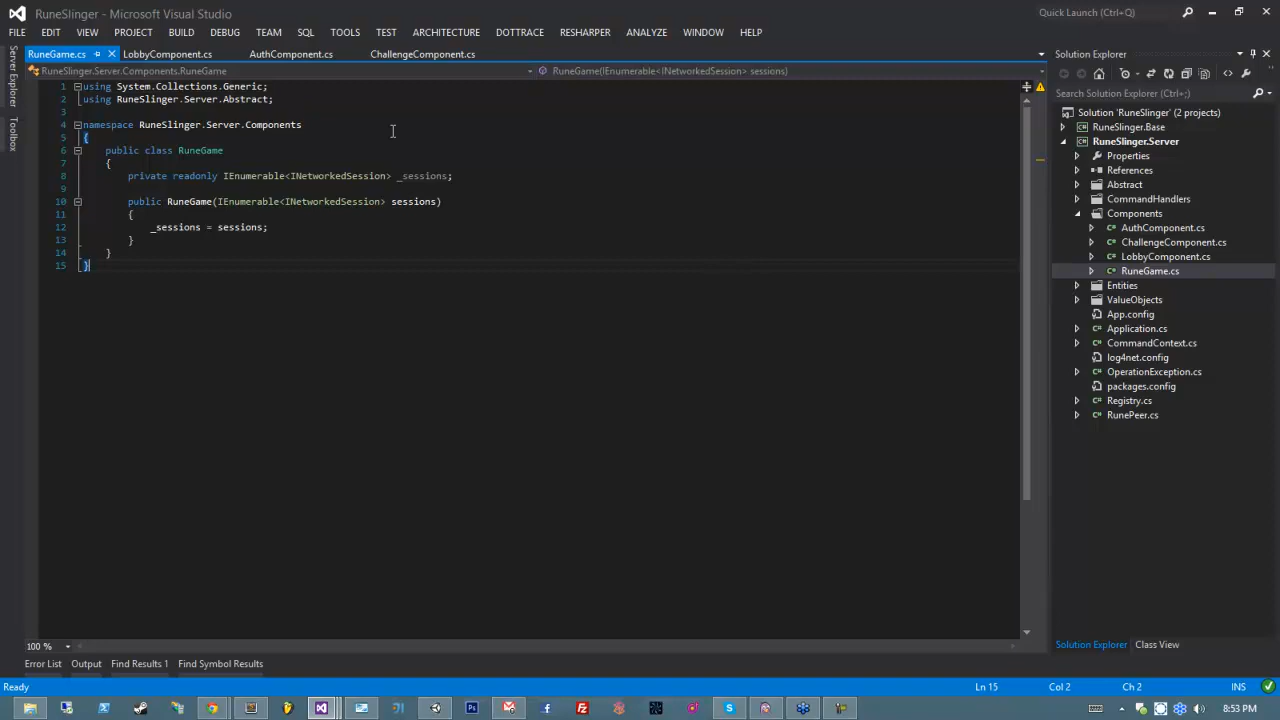 RuneSlinger - Microsoft Visual Studio
Quick Launch (Ctrl+Q)
FILE EDIT VIEW PROJECT BUILD DEBUG TEAM SQL TOOLS TEST ARCHITECTURE DOTTRACE RESHARPER ANALYZE WINDOW HELP
Server Explorer
Toolbox
RuneGame.cs LobbyComponent.cs AuthComponent.cs ChallengeComponent.cs
RuneSlinger.Server.Components.RuneGame
RuneGame(IEnumerable<INetworkedSession> sessions)
1 using System.Collections.Generic;
2 using RuneSlinger.Server.Abstract;
3
4 namespace RuneSlinger.Server.Components
5 {
6 public class RuneGame
7 {
8 private readonly IEnumerable<INetworkedSession> _sessions;
9
10 public RuneGame(IEnumerable<INetworkedSession> sessions)
11 {
12 _sessions = sessions;
13 }
14 }
15 }
100 %
Solution Explorer
Search Solution Explorer (Ctrl+;)
Solution 'RuneSlinger' (2 projects)
RuneSlinger.Base
RuneSlinger.Server
Properties
References
Abstract
CommandHandlers
Components
AuthComponent.cs
ChallengeComponent.cs
LobbyComponent.cs
RuneGame.cs
Entities
ValueObjects
App.config
Application.cs
CommandContext.cs
log4net.config
OperationException.cs
packages.config
Registry.cs
RunePeer.cs
Solution Explorer Class View
Error List Output Find Results 1 Find Symbol Results
Ready Ln 15 Col 2 Ch 2 INS
8:53 PM